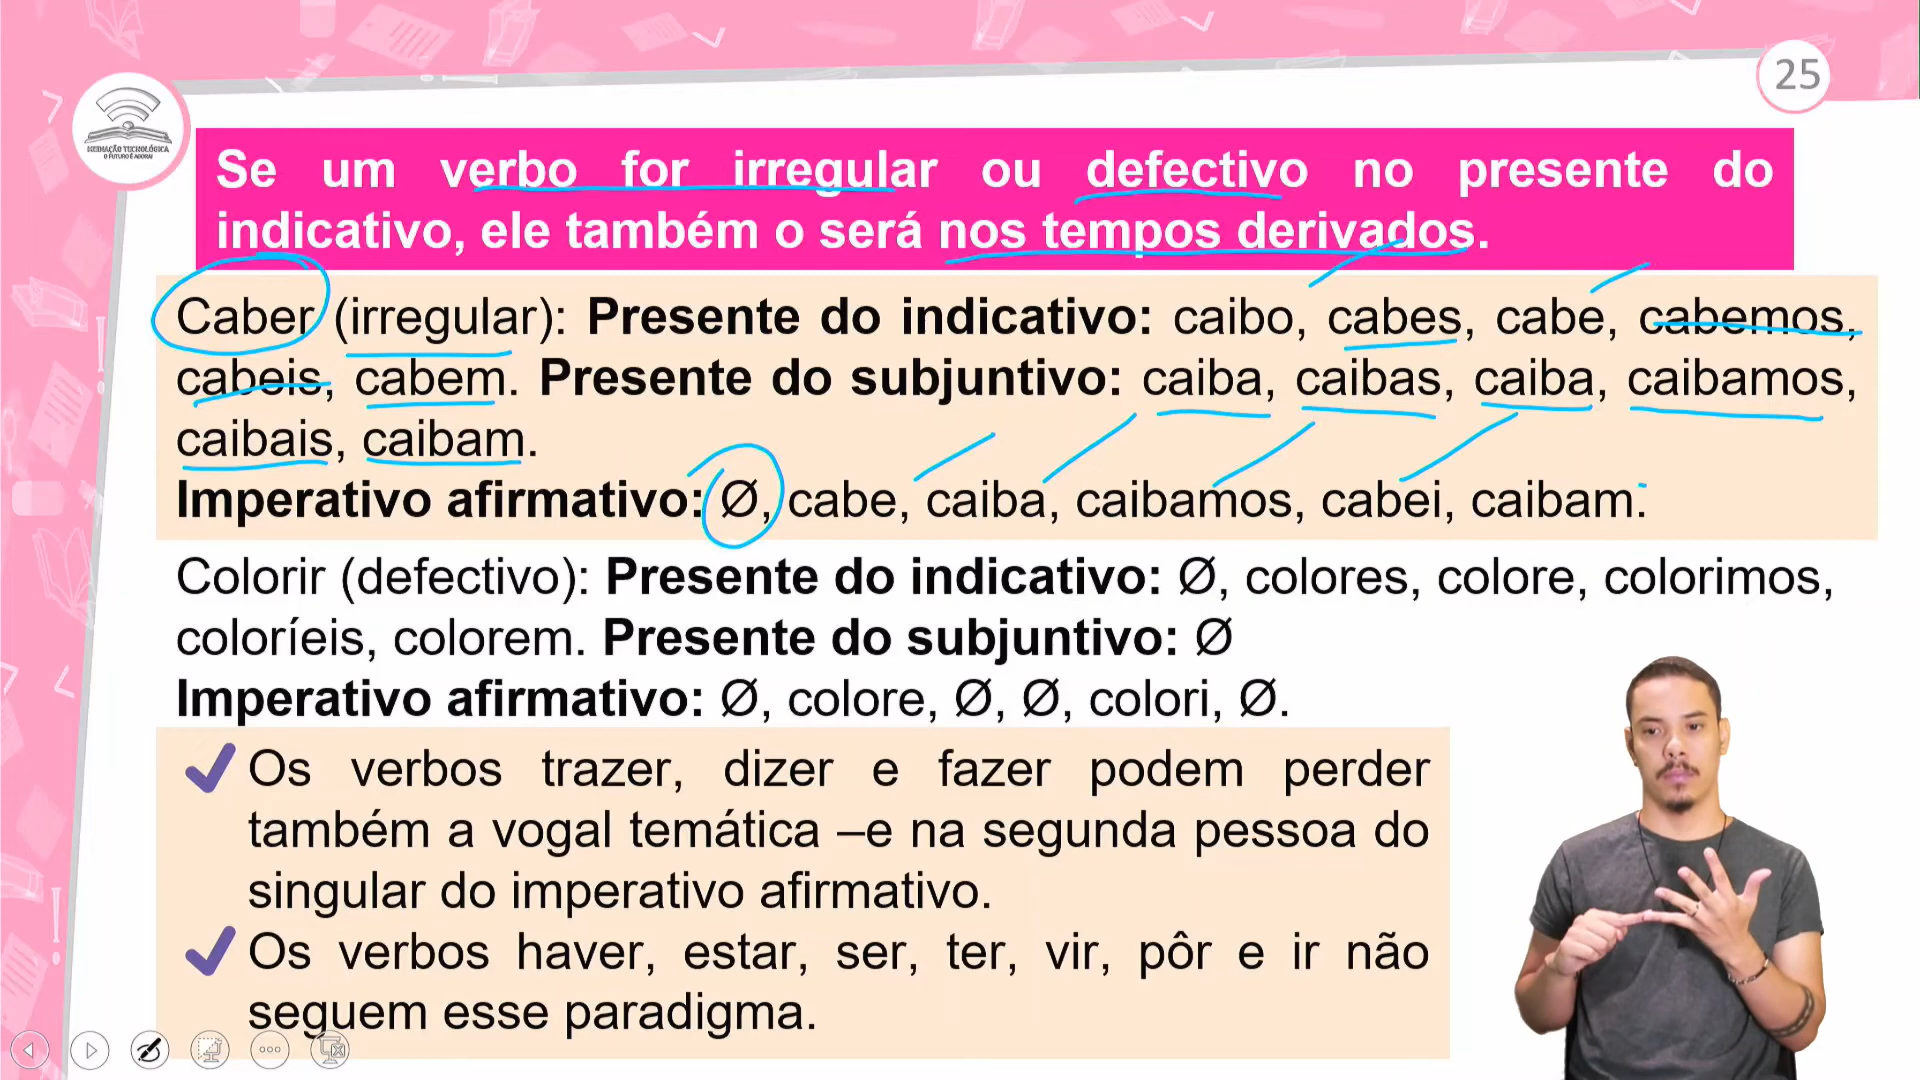 25
MEDIAÇÃO TECNOLÓGICA
O FUTURO É AGORA!
Se um verbo for irregular ou defectivo no presente do
indicativo, ele também o será nos tempos derivados.
Caber (irregular): Presente do indicativo: caibo, cabes, cabe, cabemos,
cabeis, cabem. Presente do subjuntivo: caiba, caibas, caiba, caibamos,
caibais, caibam.
Imperativo afirmativo: Ø, cabe, caiba, caibamos, cabei, caibam.
Colorir (defectivo): Presente do indicativo: Ø, colores, colore, colorimos,
coloríeis, colorem. Presente do subjuntivo: Ø
Imperativo afirmativo: Ø, colore, Ø, Ø, colori, Ø.
Os verbos trazer, dizer e fazer podem perder
também a vogal temática –e na segunda pessoa do
singular do imperativo afirmativo.
Os verbos haver, estar, ser, ter, vir, pôr e ir não
seguem esse paradigma.